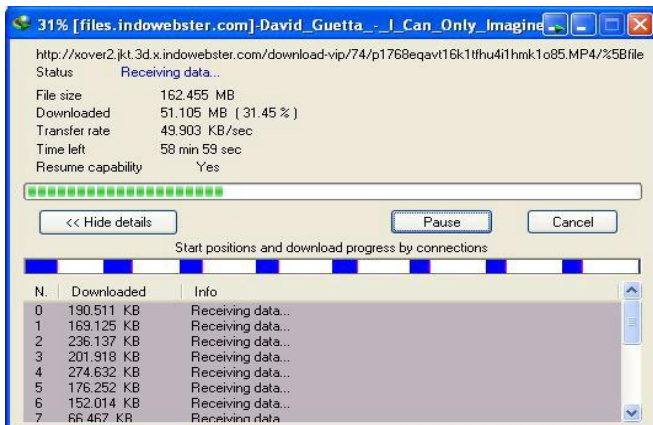 31% [files.indowebster.com]-David_Guetta_-_I_Can_Only_Imagine
http://xover2.jkt.3d.x.indowebster.com/download-vip/74/p1768eqavt16k1tfhu4i1hmk1o85.MP4/%5Bfile
Status Receiving data...
File size 162.455 MB
Downloaded 51.105 MB ( 31.45 % )
Transfer rate 49.903 KB/sec
Time left 58 min 59 sec
Resume capability Yes
<< Hide details Pause Cancel
Start positions and download progress by connections
N. Downloaded Info
0 190.511 KB Receiving data...
1 169.125 KB Receiving data...
2 236.137 KB Receiving data...
3 201.918 KB Receiving data...
4 274.632 KB Receiving data...
5 176.252 KB Receiving data...
6 152.014 KB Receiving data...
7 66.467 KB Receiving data